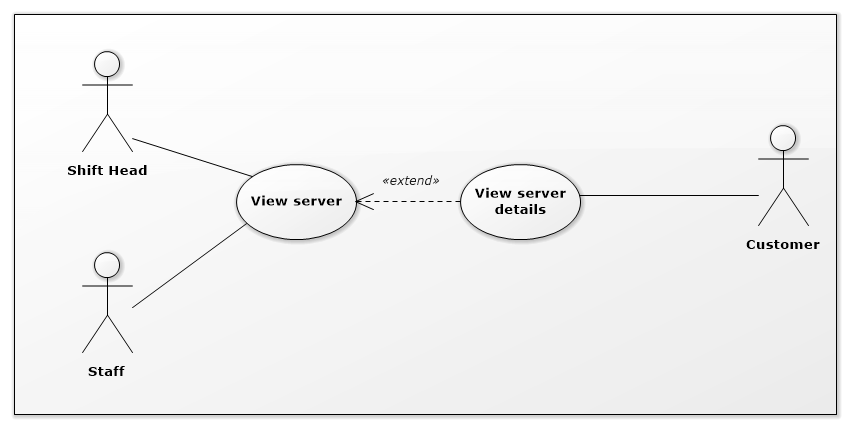 Shift Head
View server
«extend»
View server
details
Customer
Staff